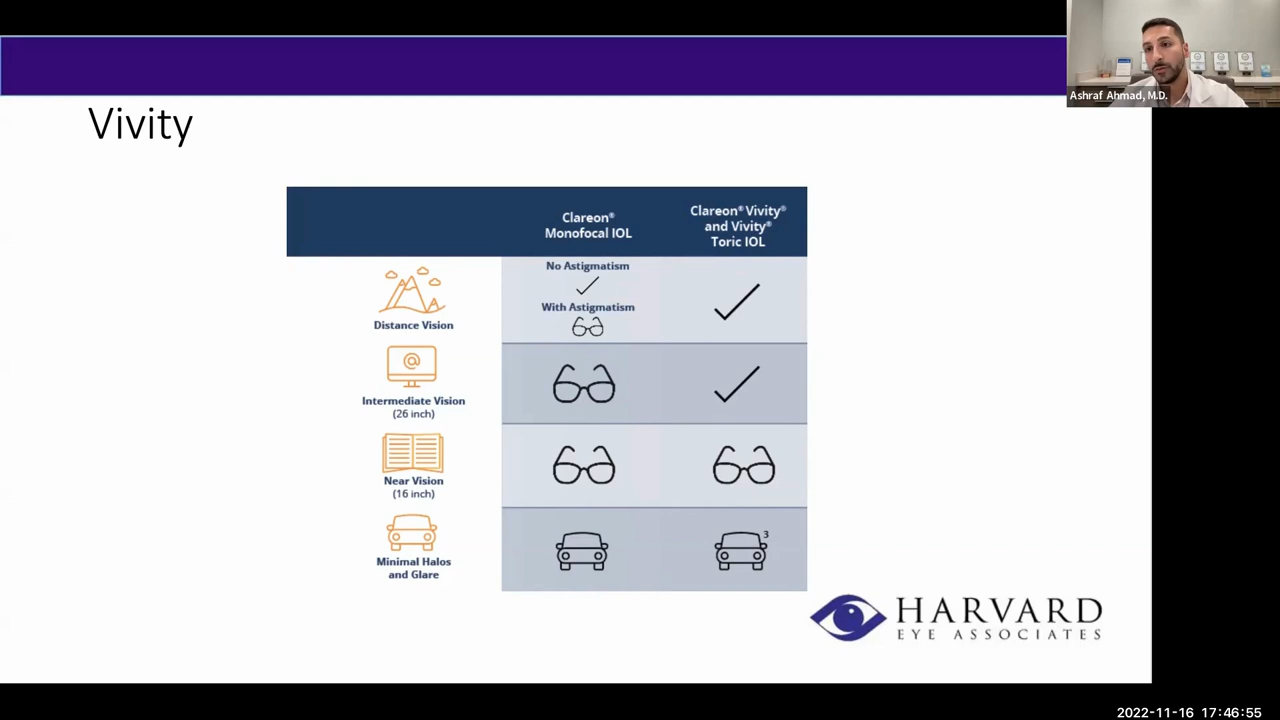 Ashraf Ahmad, M.D.
Vivity
Clareon®
Monofocal IOL
Clareon® Vivity®
and Vivity®
Toric IOL
Distance Vision
No Astigmatism
With Astigmatism
@
Intermediate Vision
(26 inch)
Near Vision
(16 inch)
Minimal Halos
and Glare
3
HARVARD
EYE ASSOCIATES
2022-11-16 17:46:55